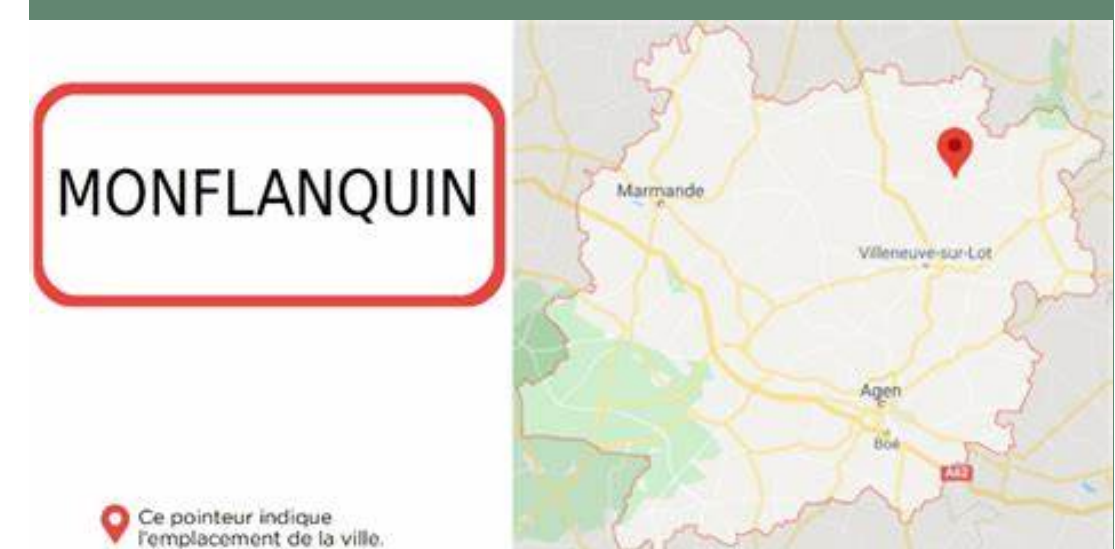 MONFLANQUIN
Marmande
Villeneuve-sur-Lot
Agen
Boé
A62
Ce pointeur indique
l'emplacement de la ville.